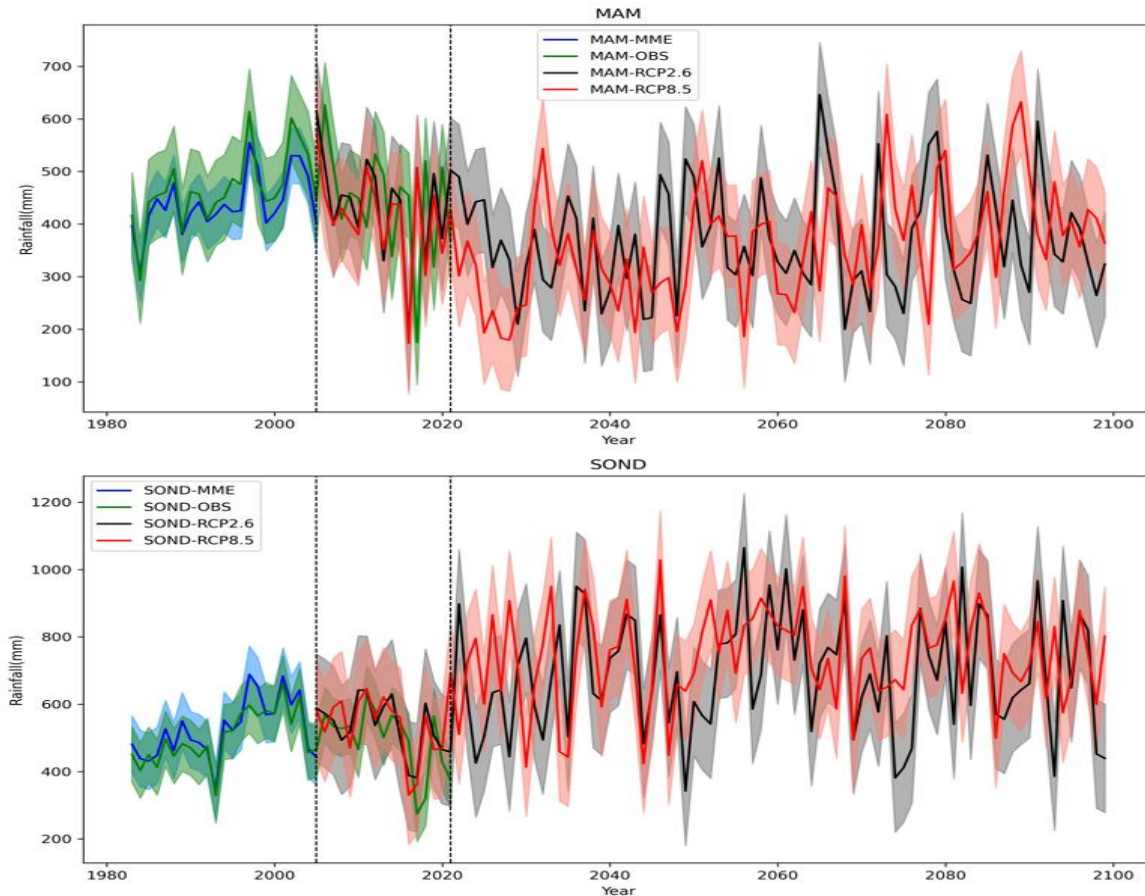 MAM
MAM-MME
MAM-OBS
MAM-RCP2.6
MAM-RCP8.5
700
600
500
400
300
200
100
Rainfall(mm)
1980
2000
2020
2040
2060
2080
2100
Year
SOND
SOND-MME
SOND-OBS
SOND-RCP2.6
SOND-RCP8.5
1200
1000
800
600
400
200
Rainfall(mm)
1980
2000
2020
2040
2060
2080
2100
Year